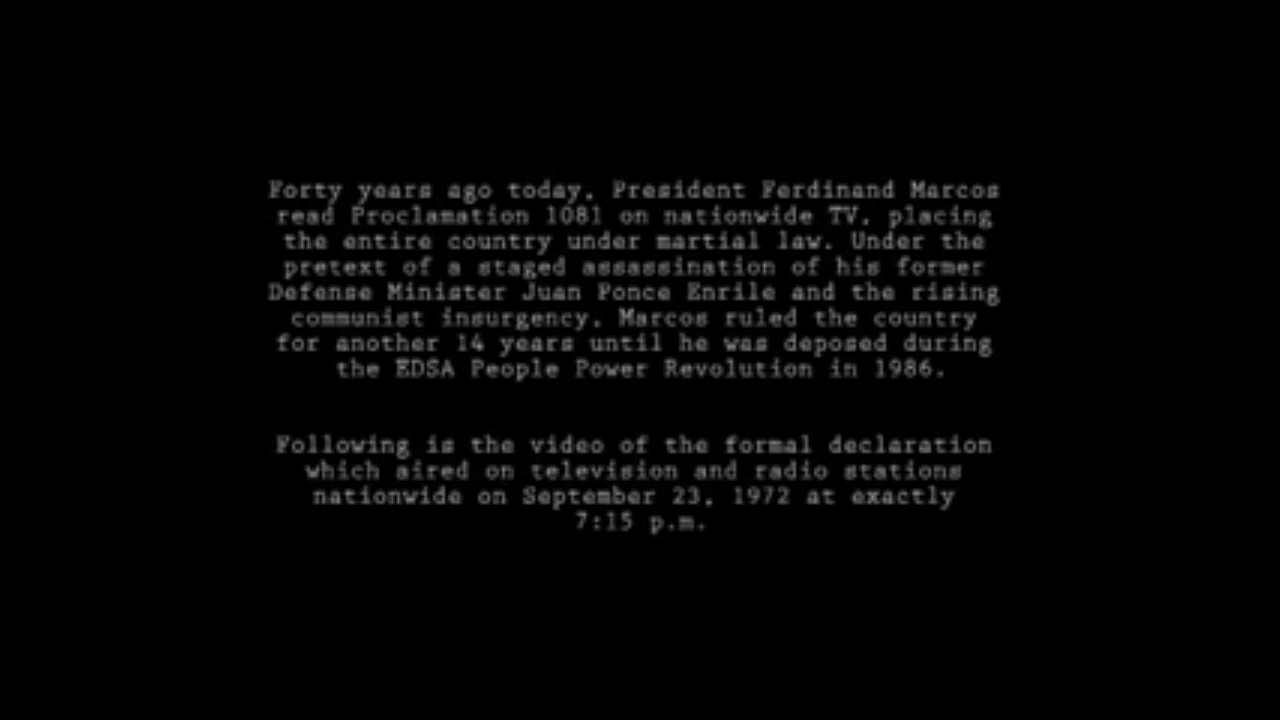 Forty years ago today, President Ferdinand Marcos
read Proclamation 1081 on nationwide TV, placing
the entire country under martial law. Under the
pretext of a staged assassination of his former
Defense Minister Juan Ponce Enrile and the rising
communist insurgency, Marcos ruled the country
for another 14 years until he was deposed during
the EDSA People Power Revolution in 1986.
Following is the video of the formal declaration
which aired on television and radio stations
nationwide on September 23, 1972 at exactly
7:15 p.m.